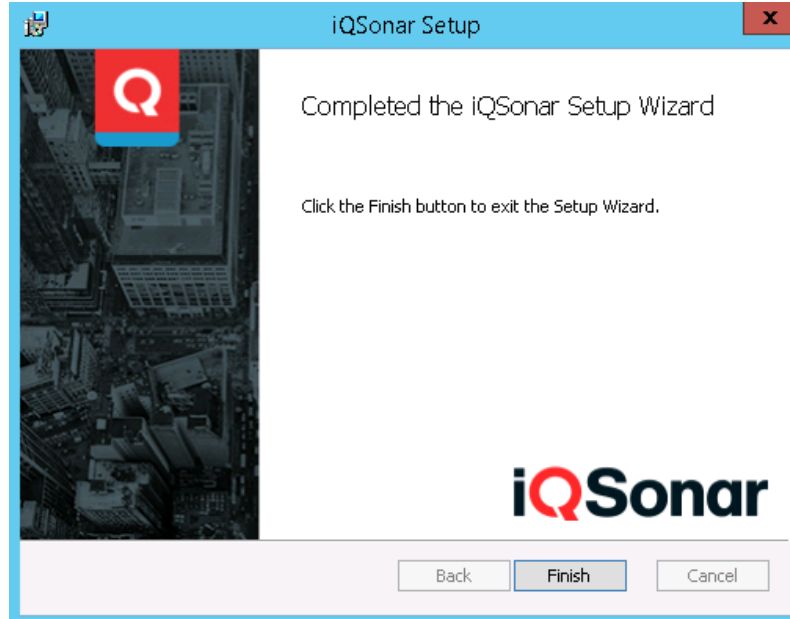 iQSonar Setup
Completed the iQSonar Setup Wizard
Click the Finish button to exit the Setup Wizard.
iQSonar
Back Finish Cancel